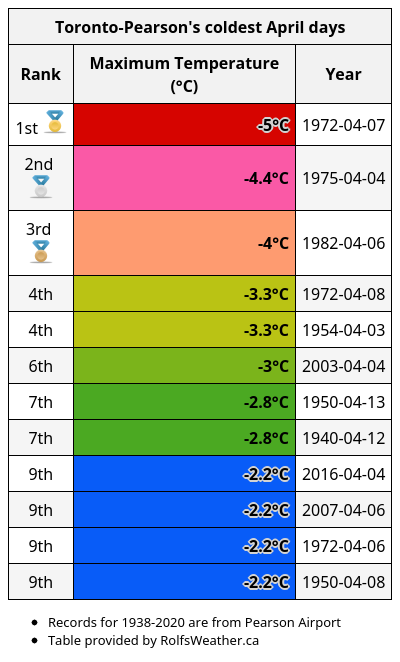 Toronto-Pearson's coldest April days
Rank Maximum Temperature (°C) Year
1st -5°C 1972-04-07
2nd -4.4°C 1975-04-04
3rd -4°C 1982-04-06
4th -3.3°C 1972-04-08
4th -3.3°C 1954-04-03
6th -3°C 2003-04-04
7th -2.8°C 1950-04-13
7th -2.8°C 1940-04-12
9th -2.2°C 2016-04-04
9th -2.2°C 2007-04-06
9th -2.2°C 1972-04-06
9th -2.2°C 1950-04-08
• Records for 1938-2020 are from Pearson Airport
• Table provided by RolfsWeather.ca